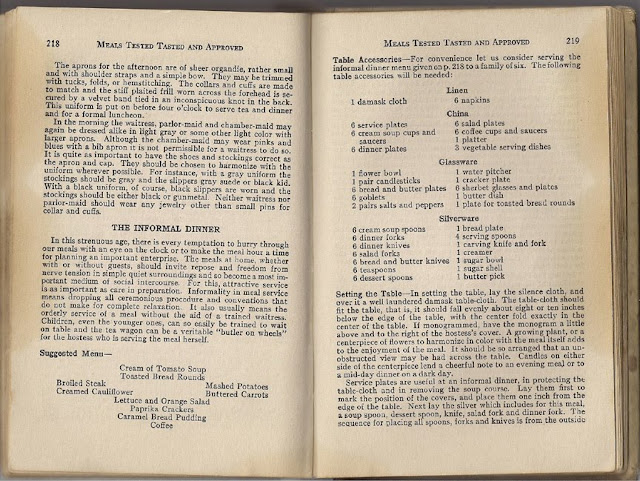 218 MEALS TESTED TASTED AND APPROVED
The aprons for the afternoon are of sheer organdie, rather small
and with shoulder straps and a simple bow. They may be trimmed
with tucks, folds, or hemstitching. The collars and cuffs are made
to match and the stiff plaited frill worn across the forehead is se-
cured by a velvet band tied in an inconspicuous knot in the back.
This uniform is put on before four o'clock to serve tea and dinner
and for a formal luncheon.
In the morning the waitress, parlor-maid and chamber-maid may
again be dressed alike in light gray or some other light color with
larger aprons. Although the chamber-maid may wear pinks and
blues with a bib apron it is not permissible for a waitress to do so.
It is quite as important to have the shoes and stockings correct as
the apron and cap. They should be chosen to harmonize with the
uniform wherever possible. For instance, with a gray uniform the
stockings should be gray and the slippers gray suede or black kid.
With a black uniform, of course, black slippers are worn and the
stockings should be either black or gunmetal. Neither waitress nor
parlor-maid should wear any jewelry other than small pins for
collar and cuffs.
THE INFORMAL DINNER
In this strenuous age, there is every temptation to hurry through
our meals with an eye on the clock or to make the meal hour a time
for planning an important enterprise. The meals at home, whether
with or without guests, should invite repose and freedom from
nerve tension in simple quiet surroundings and so become a most im-
portant medium of social intercourse. For this, attractive service
is as important as care in preparation. Informality in meal service
means dropping all ceremonious procedure and conventions that
do not make for complete relaxation. It also usually means the
orderly service of a meal without the aid of a trained waitress.
Children, even the younger ones, can so easily be trained to wait
on table and the tea wagon can be a veritable "butler on wheels"
for the hostess who is serving the meal herself.
Suggested Menu—
Cream of Tomato Soup
Toasted Bread Rounds
Broiled Steak Mashed Potatoes
Creamed Cauliflower Buttered Carrots
Lettuce and Orange Salad
Paprika Crackers
Caramel Bread Pudding
Coffee
MEALS TESTED TASTED AND APPROVED 219
Table Accessories—For convenience let us consider serving the
informal dinner menu given on p. 218 to a family of six. The following
table accessories will be needed:
Linen
1 damask cloth 6 napkins
China
6 service plates 6 salad plates
6 cream soup cups and 6 coffee cups and saucers
saucers 1 platter
6 dinner plates 3 vegetable serving dishes
Glassware
1 flower bowl 1 water pitcher
1 pair candlesticks 1 cracker plate
6 bread and butter plates 6 sherbet glasses and plates
6 goblets 1 butter dish
2 pairs salts and peppers 1 plate for toasted bread rounds
Silverware
6 cream soup spoons 1 bread plate
6 dinner forks 4 serving spoons
6 dinner knives 1 carving knife and fork
6 salad forks 1 creamer
6 bread and butter knives 1 sugar bowl
6 teaspoons 1 sugar shell
6 dessert spoons 1 butter pick
Setting the Table—In setting the table, lay the silence cloth, and
over it a well laundered damask table-cloth. The table-cloth should
fit the table, that is, it should fall evenly about eight or ten inches
below the edge of the table, with the center fold exactly in the
center of the table. If monogrammed, have the monogram a little
above and to the right of the hostess's cover. A growing plant, or a
centerpiece of flowers to harmonize in color with the meal itself adds
to the enjoyment of the meal. It should be so arranged that an un-
obstructed view may be had across the table. Candles on either
side of the centerpiece lend a cheerful note to an evening meal or to
a mid-day dinner on a dark day.
Service plates are useful at an informal dinner, in protecting the
table-cloth and in removing the soup course. Lay them first to
mark the position of the covers, and place them one inch from the
edge of the table. Next lay the silver which includes for this meal,
a soup spoon, dessert spoon, knife, salad fork and dinner fork. The
sequence for placing all spoons, forks and knives is from the outside